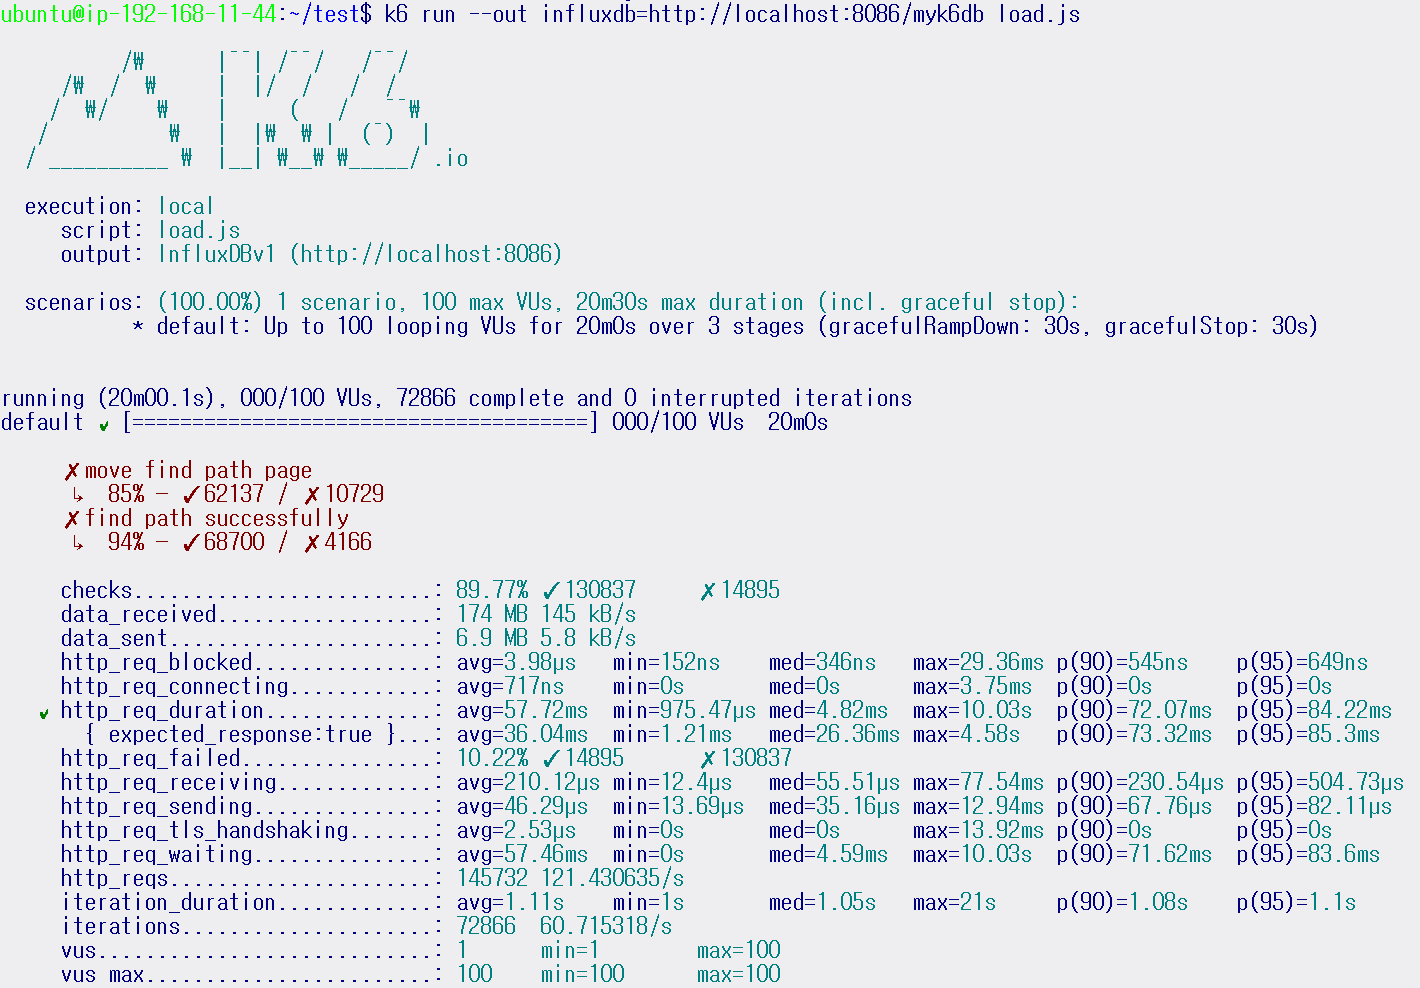 ubuntu@ip-192-168-11-44:~/test$ k6 run --out influxdb=http://localhost:8086/myk6db load.js
          /₩      |‾‾| /‾‾/   /‾‾/
     /₩  /  ₩     |  |/  /   /  /
    /  ₩/    ₩    |     (   /   ‾‾₩
   /          ₩   |  |₩  ₩ |  (‾)  |
  / __________ ₩  |__| ₩__₩ ₩_____/ .io
  execution: local
     script: load.js
     output: InfluxDBv1 (http://localhost:8086)
  scenarios: (100.00%) 1 scenario, 100 max VUs, 20m30s max duration (incl. graceful stop):
           * default: Up to 100 looping VUs for 20m0s over 3 stages (gracefulRampDown: 30s, gracefulStop: 30s)
running (20m00.1s), 000/100 VUs, 72866 complete and 0 interrupted iterations
default ✓ [======================================] 000/100 VUs  20m0s
     ✗ move find path page
      ↳  85% — ✓ 62137 / ✗ 10729
     ✗ find path successfully
      ↳  94% — ✓ 68700 / ✗ 4166
     checks.........................: 89.77% ✓ 130837     ✗ 14895
     data_received..................: 174 MB 145 kB/s
     data_sent......................: 6.9 MB 5.8 kB/s
     http_req_blocked...............: avg=3.98µs   min=152ns    med=346ns   max=29.36ms p(90)=545ns    p(95)=649ns
     http_req_connecting............: avg=717ns    min=0s       med=0s      max=3.75ms  p(90)=0s       p(95)=0s
   ✓ http_req_duration..............: avg=57.72ms  min=975.47µs med=4.82ms  max=10.03s  p(90)=72.07ms  p(95)=84.22ms
       { expected_response:true }...: avg=36.04ms  min=1.21ms   med=26.36ms max=4.58s   p(90)=73.32ms  p(95)=85.3ms
     http_req_failed................: 10.22% ✓ 14895      ✗ 130837
     http_req_receiving.............: avg=210.12µs min=12.4µs   med=55.51µs max=77.54ms p(90)=230.54µs p(95)=504.73µs
     http_req_sending...............: avg=46.29µs  min=13.69µs  med=35.16µs max=12.94ms p(90)=67.76µs  p(95)=82.11µs
     http_req_tls_handshaking.......: avg=2.53µs   min=0s       med=0s      max=13.92ms p(90)=0s       p(95)=0s
     http_req_waiting...............: avg=57.46ms  min=0s       med=4.59ms  max=10.03s  p(90)=71.62ms  p(95)=83.6ms
     http_reqs......................: 145732 121.430635/s
     iteration_duration.............: avg=1.11s    min=1s       med=1.05s   max=21s     p(90)=1.08s    p(95)=1.1s
     iterations.....................: 72866  60.715318/s
     vus............................: 1      min=1        max=100
     vus_max........................: 100    min=100      max=100